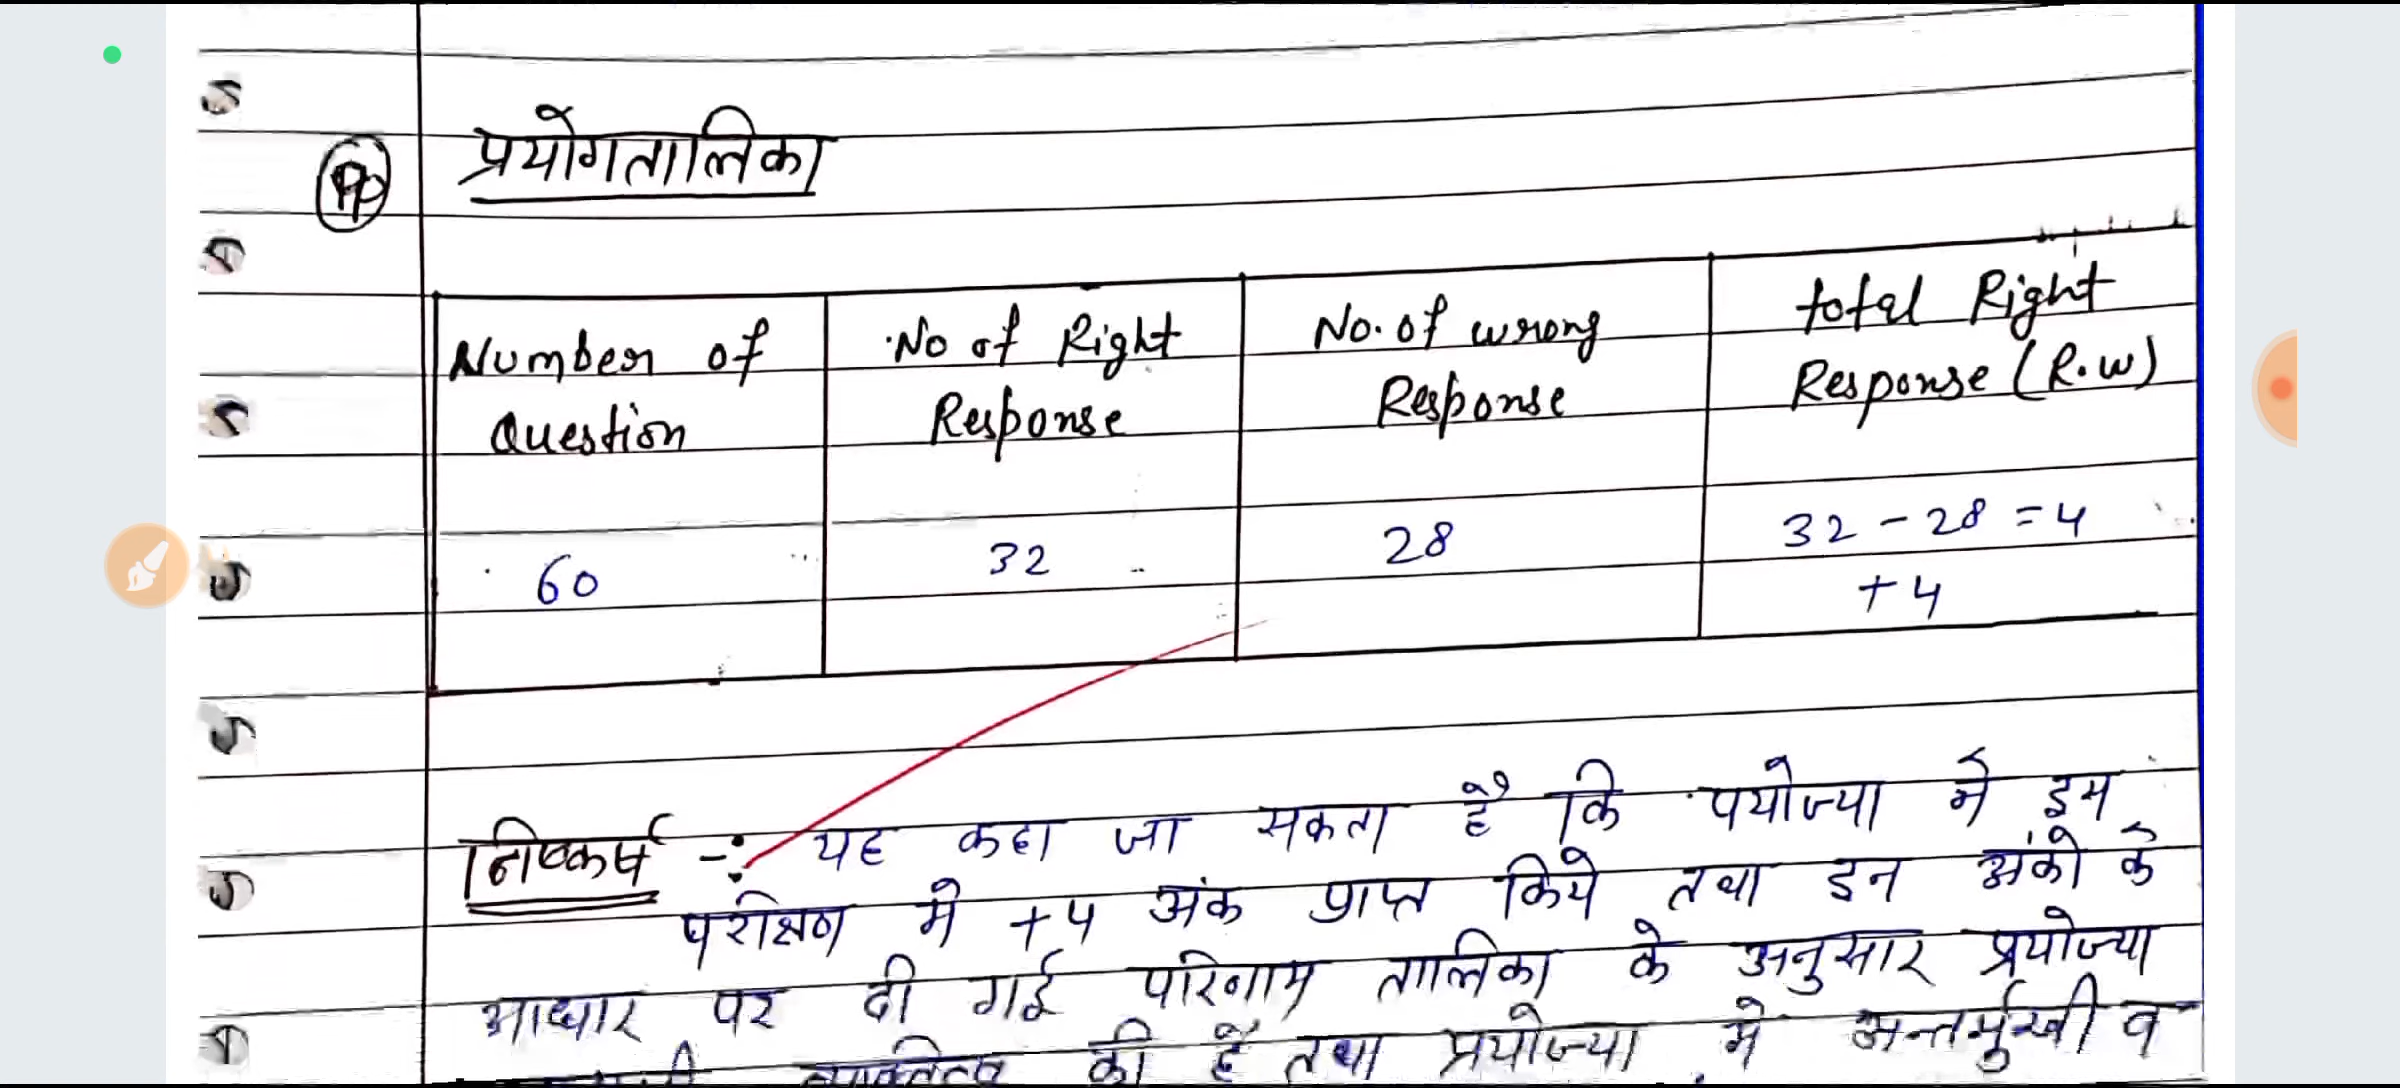 प्रयोगतालिका
Number of Question
No of Right Response
No. of wrong Response
total Right Response (R.w)
60
32
28
32 - 28 = 4
+ 4
निष्कर्ष -: यह कहा जा सकता है कि पयोज्या ने इस
परीक्षण मे +4 अंक प्राप्त किये तथा इन अंको के
आधार पर दी गई परिणाम तालिका के अनुसार प्रयोज्या
की है तथा प्रयोज्या मे अन्तर्मुखी व